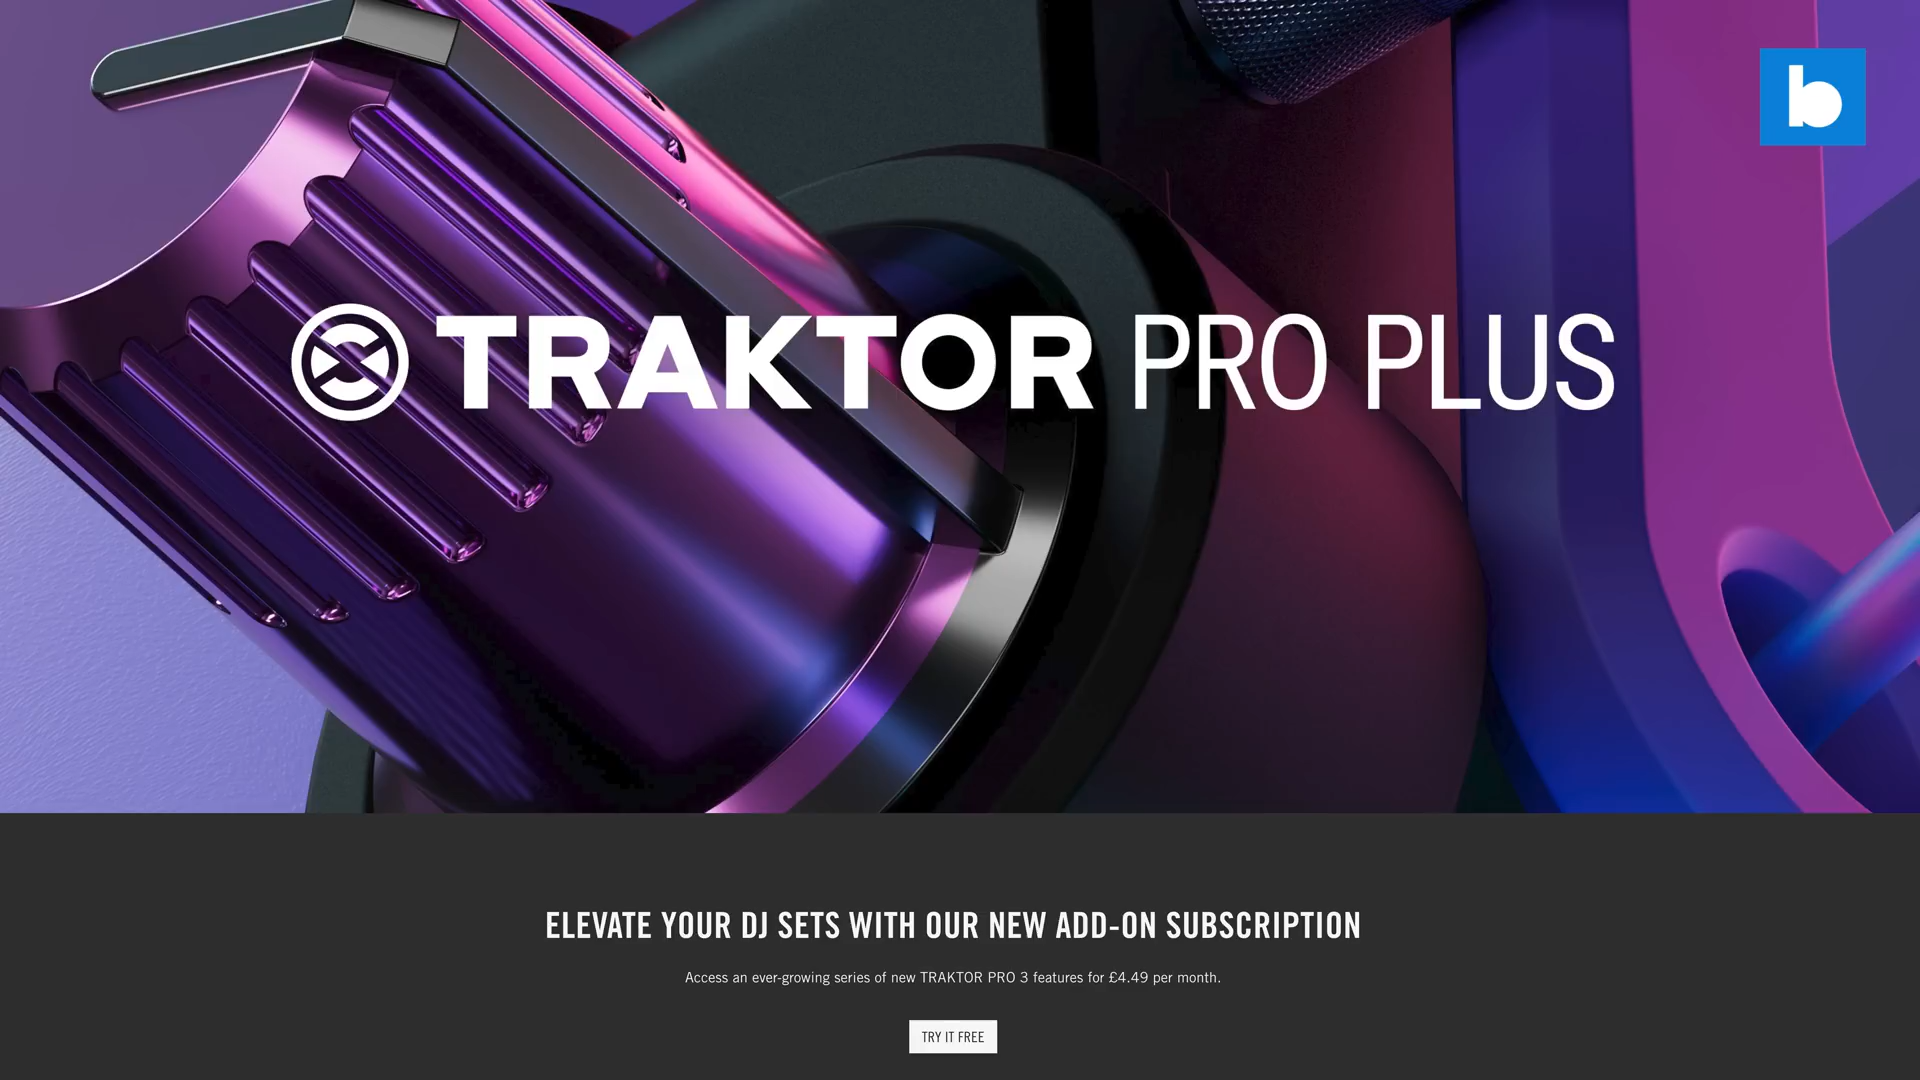 b
TRAKTOR PRO PLUS
ELEVATE YOUR DJ SETS WITH OUR NEW ADD-ON SUBSCRIPTION
Access an ever-growing series of new TRAKTOR PRO 3 features for £4.49 per month.
TRY IT FREE